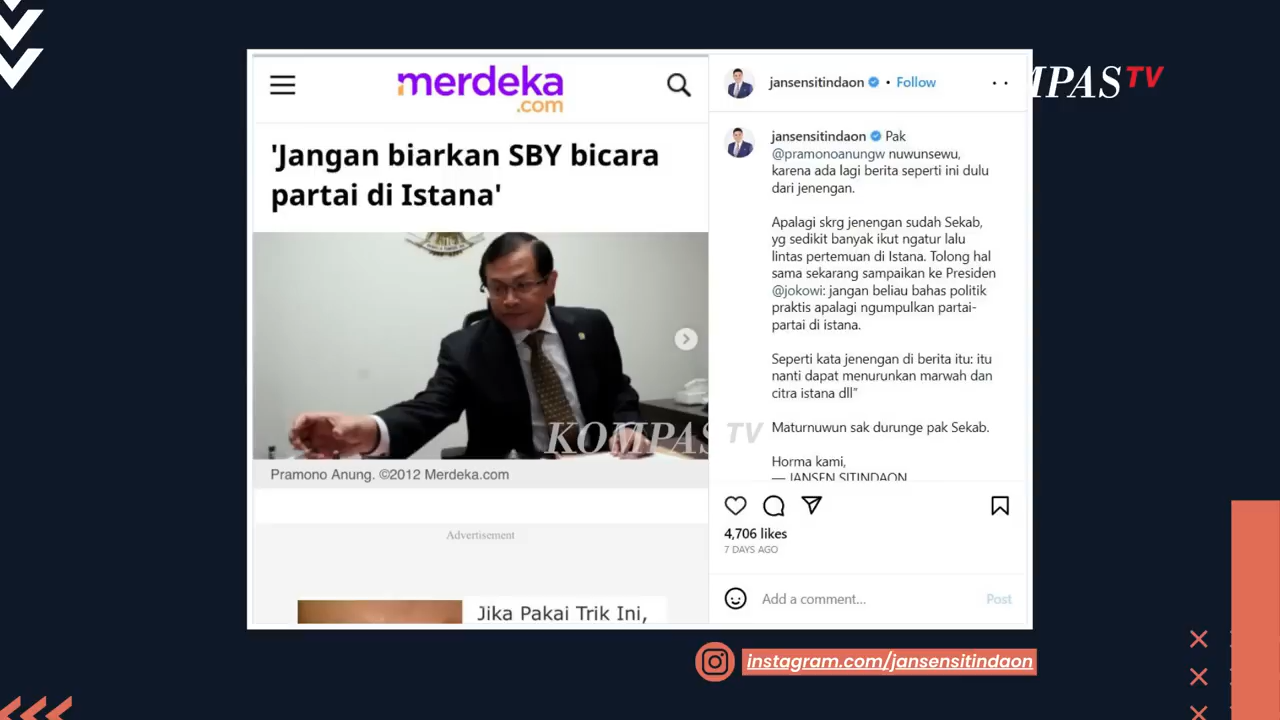 merdeka
.com
'Jangan biarkan SBY bicara
partai di Istana'
KOMPAS TV
Pramono Anung. ©2012 Merdeka.com
Advertisement
Jika Pakai Trik Ini,
jansensitindaon • Follow
jansensitindaon Pak
@pramonoanungw nuwunsewu,
karena ada lagi berita seperti ini dulu
dari jenengan.
Apalagi skrg jenengan sudah Sekab,
yg sedikit banyak ikut ngatur lalu
lintas pertemuan di Istana. Tolong hal
sama sekarang sampaikan ke Presiden
@jokowi: jangan beliau bahas politik
praktis apalagi ngumpulkan partai-
partai di istana.
Seperti kata jenengan di berita itu: itu
nanti dapat menurunkan marwah dan
citra istana dll"
Maturnuwun sak durunge pak Sekab.
Horma kami,
— JANSEN SITINDAON
4,706 likes
7 DAYS AGO
Add a comment...
Post
MPAS TV
instagram.com/jansensitindaon